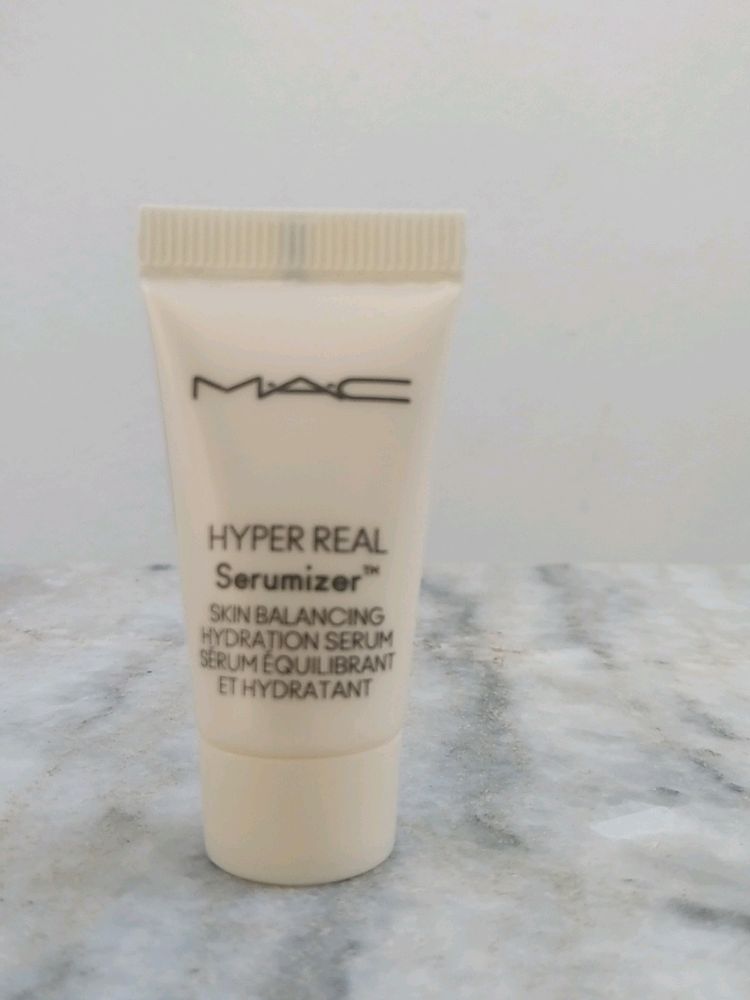 M·A·C
HYPER REAL
Serumizer™
SKIN BALANCING
HYDRATION SERUM
SÉRUM ÉQUILIBRANT
ET HYDRATANT